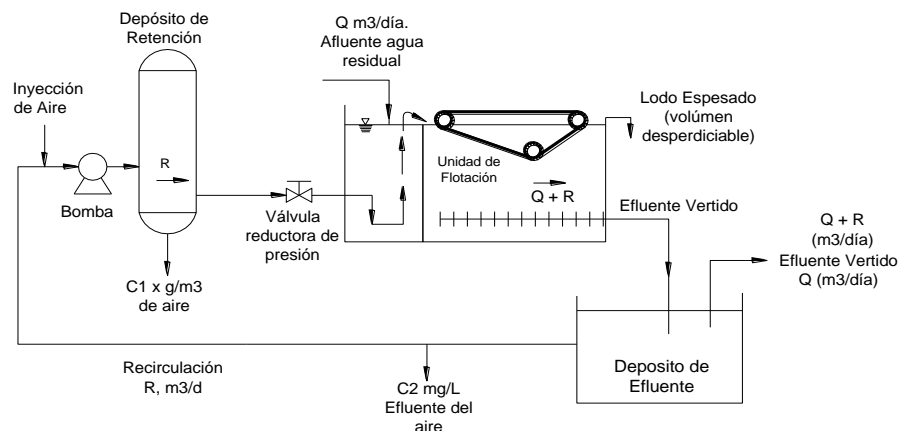 Depósito de
Retención
Inyección
de Aire
R
Bomba
C1 x g/m3
de aire
Válvula
reductora de
presión
Q m3/día.
Afluente agua
residual
Unidad de
Flotación
Q + R
Lodo Espesado
(volúmen
desperdiciable)
Efluente Vertido
Q + R
(m3/día)
Efluente Vertido
Q (m3/día)
Deposito de
Efluente
Recirculación
R, m3/d
C2 mg/L
Efluente del
aire